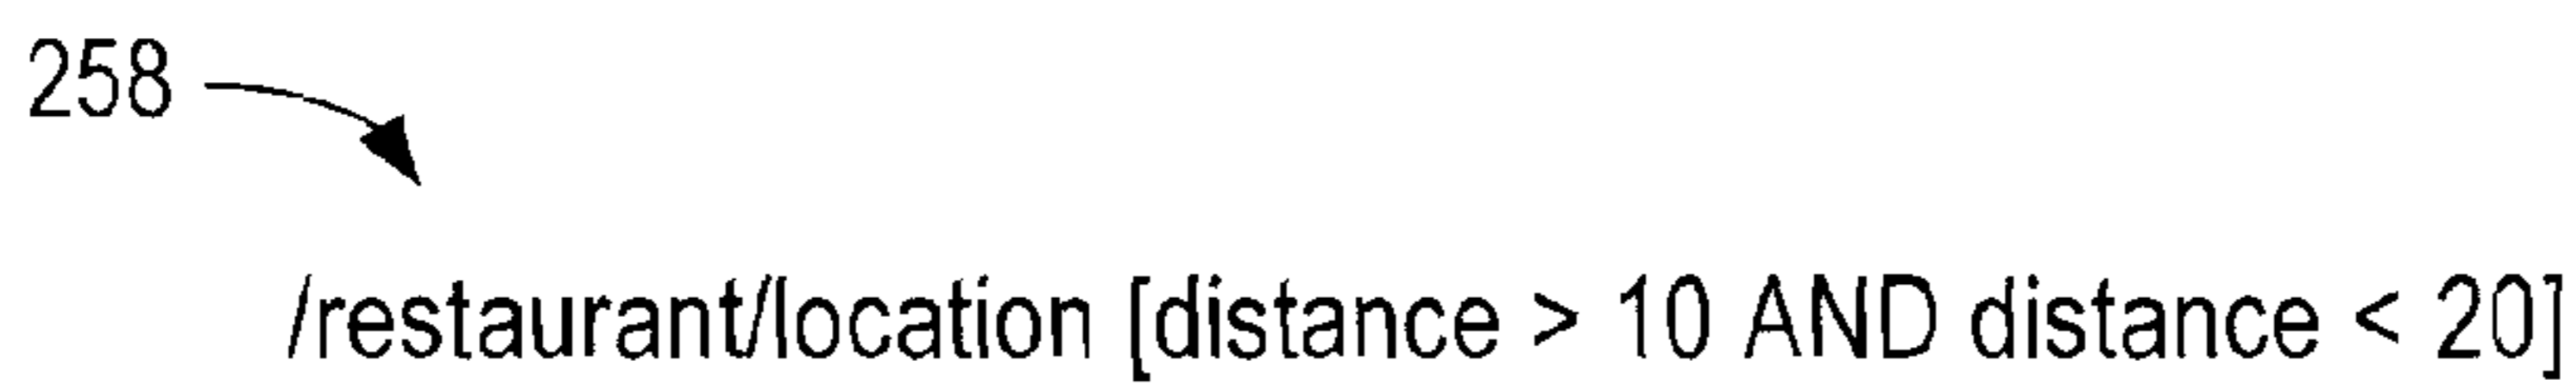 258
/restaurant/location [distance > 10 AND distance < 20]